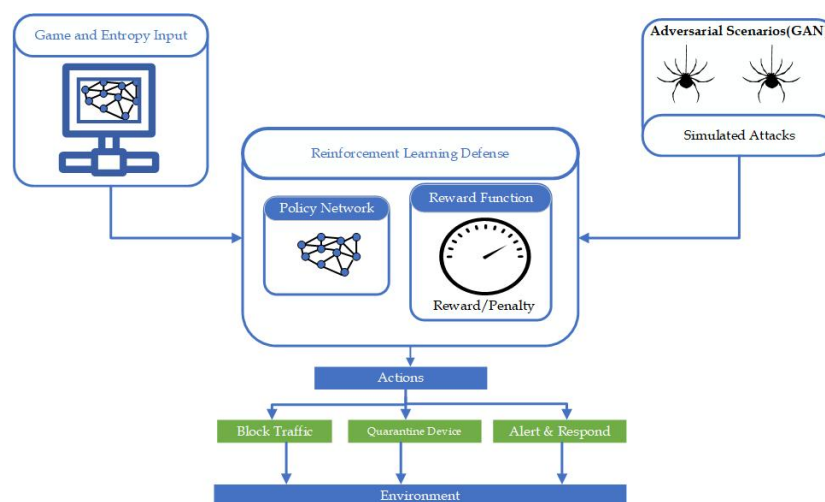 Game and Entropy Input
Adversarial Scenarios(GAN
Simulated Attacks
Reinforcement Learning Defense
Policy Network
Reward Function
Reward/Penalty
Actions
Block Traffic
Quarantine Device
Alert & Respond
Environment